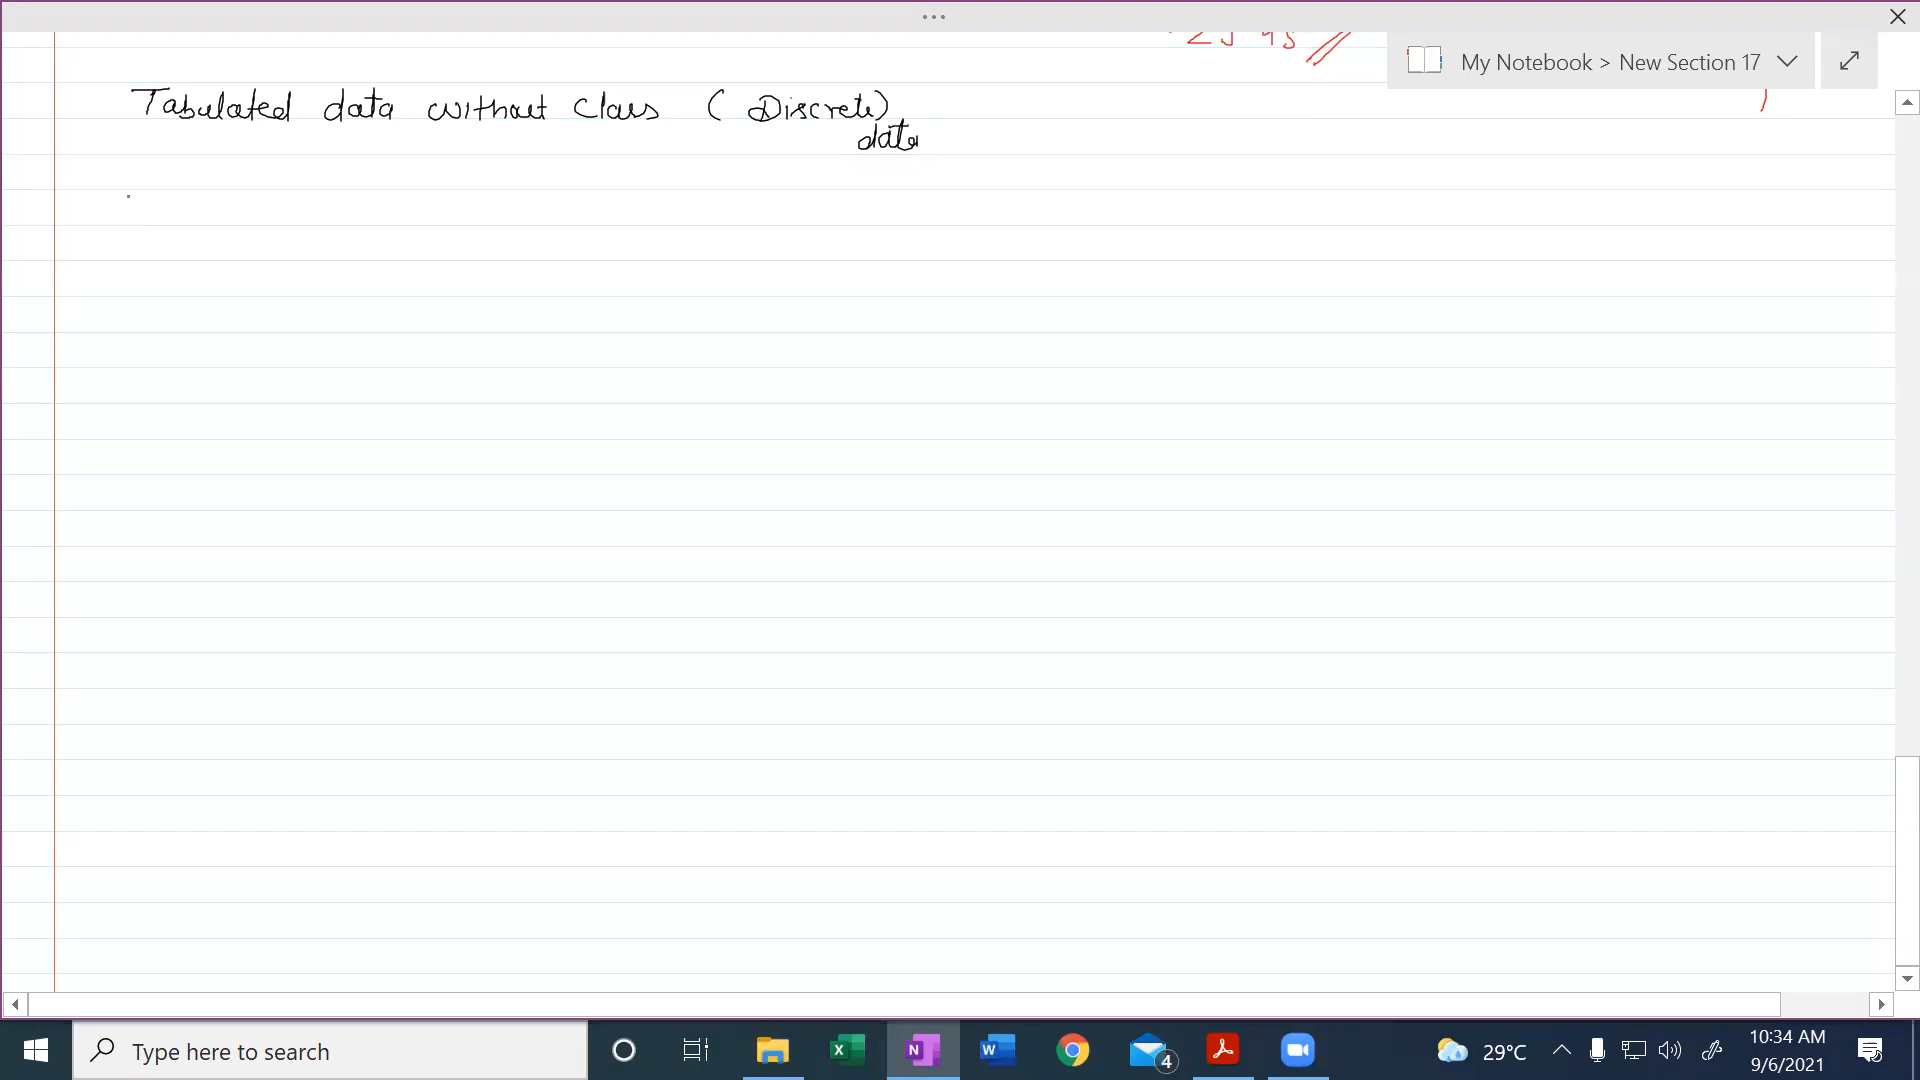 My Notebook > New Section 17
Tabulated data without class ( Discrete)
data
Type here to search
4
29°C
10:34 AM
9/6/2021